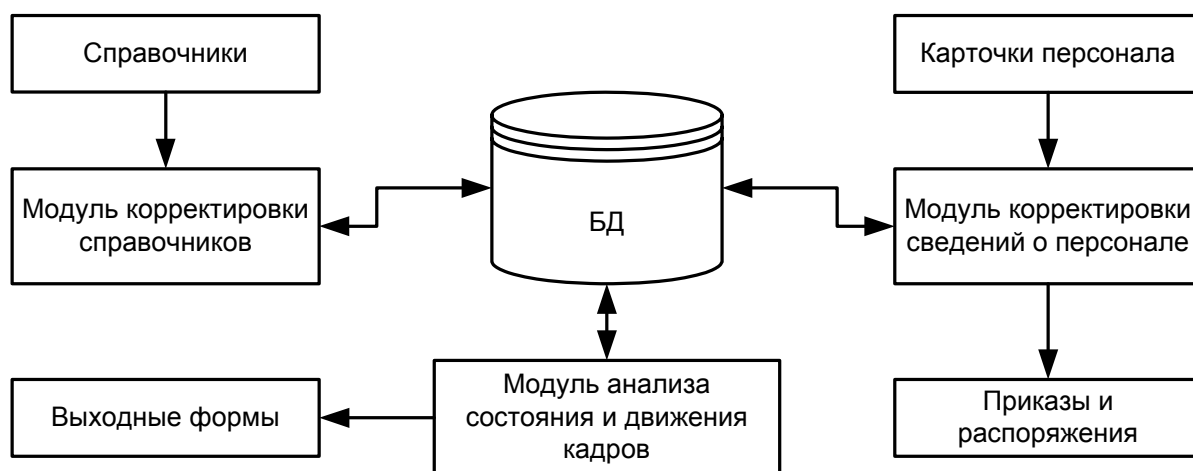 Справочники
Карточки персонала
Модуль корректировки
справочников
БД
Модуль корректировки
сведений о персонале
Выходные формы
Модуль анализа
состояния и движения
кадров
Приказы и
распоряжения